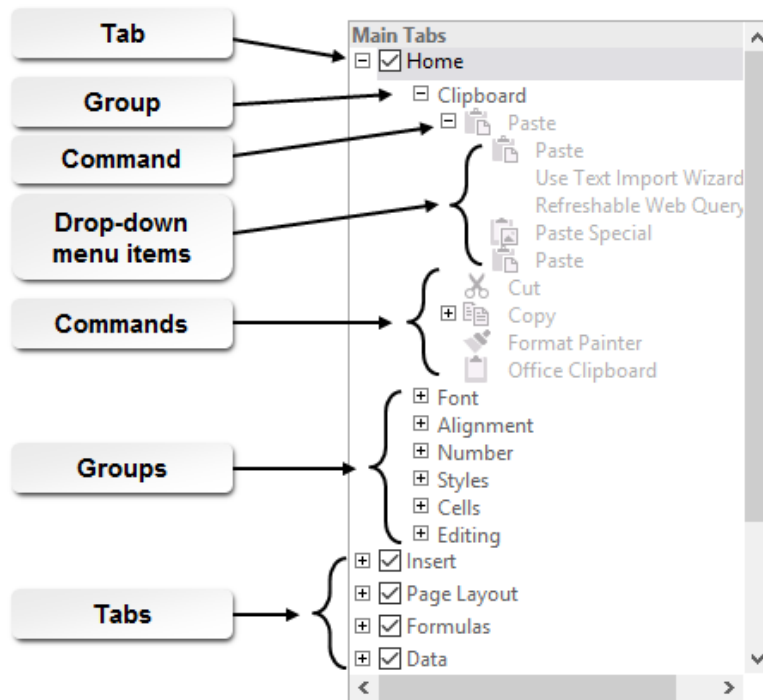 Tab
Group
Command
Drop-down
menu items
Commands
Groups
Tabs
Main Tabs
Home
Clipboard
Paste
Paste
Use Text Import Wizard
Refreshable Web Query
Paste Special
Paste
Cut
Copy
Format Painter
Office Clipboard
Font
Alignment
Number
Styles
Cells
Editing
Insert
Page Layout
Formulas
Data